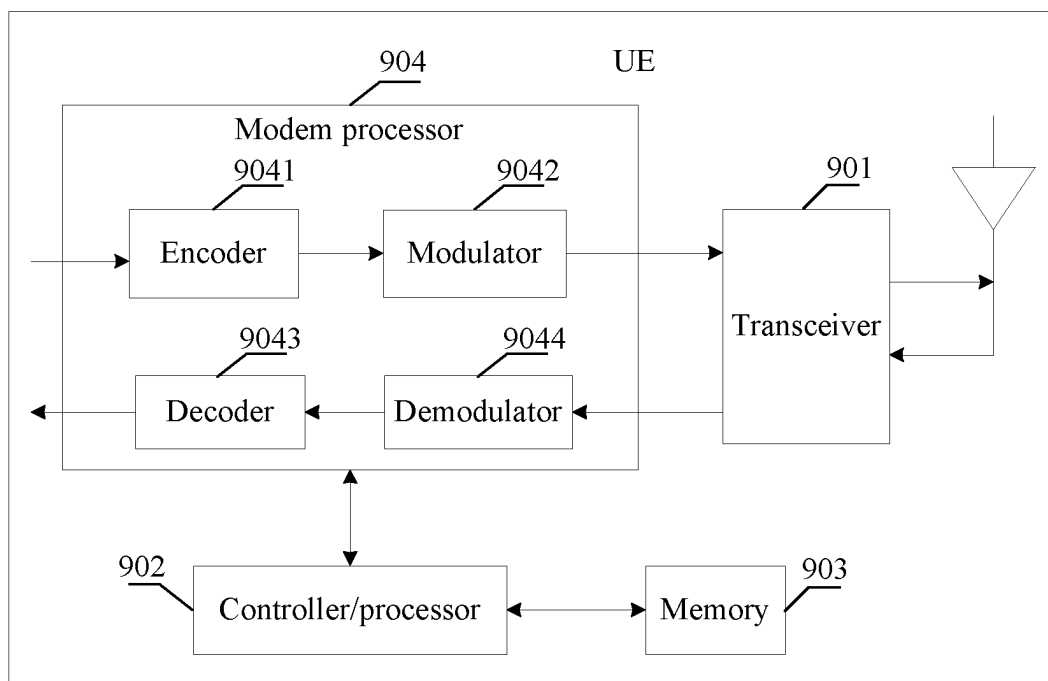 UE
904
Modem processor
9041
9042
901
Encoder
Modulator
Transceiver
9043
9044
Decoder
Demodulator
902
Controller/processor
Memory
903